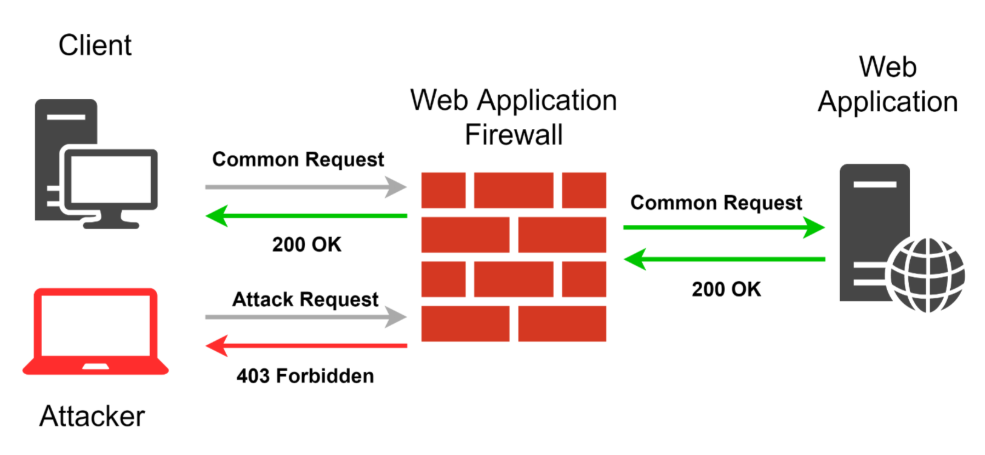 Client
Web Application
Firewall
Web
Application
Common Request
200 OK
Common Request
200 OK
Attack Request
403 Forbidden
Attacker